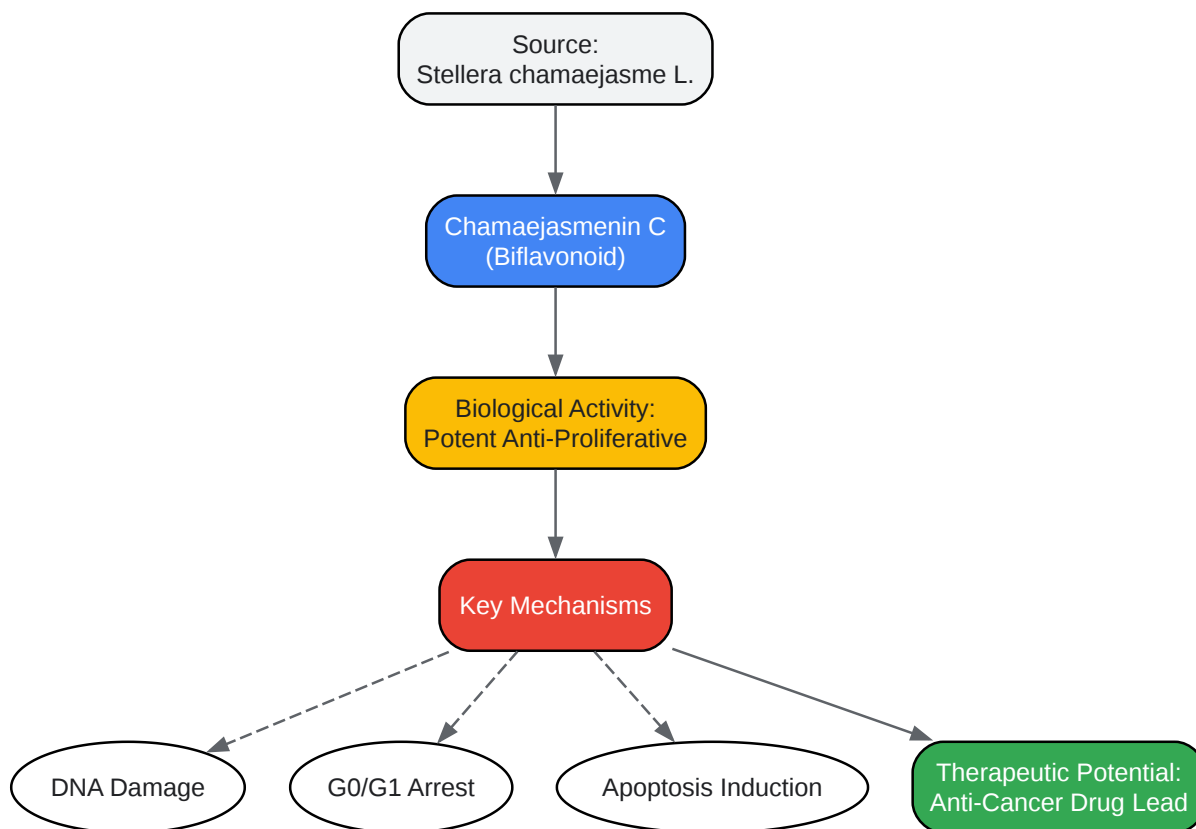 Source:
Stellera chamaejasme L.
Chamaejasmenin C
(Biflavonoid)
Biological Activity:
Potent Anti-Proliferative
Key Mechanisms
DNA Damage
G0/G1 Arrest
Apoptosis Induction
Therapeutic Potential:
Anti-Cancer Drug Lead